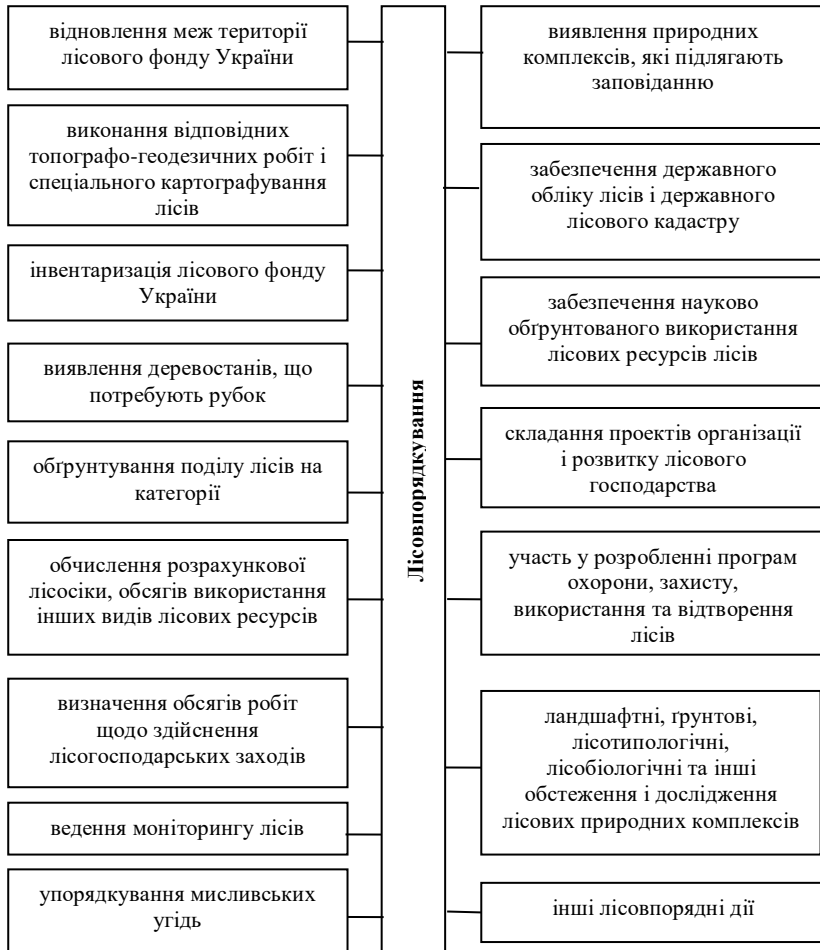 відновлення меж території
лісового фонду України
виконання відповідних
топографо-геодезичних робіт і
спеціального картографування
лісів
інвентаризація лісового фонду
України
виявлення деревостанів, що
потребують рубок
обґрунтування поділу лісів на
категорії
обчислення розрахункової
лісосіки, обсягів використання
інших видів лісових ресурсів
визначення обсягів робіт
щодо здійснення
лісогосподарських заходів
ведення моніторингу лісів
упорядкування мисливських
угідь
Лісовпорядкування
виявлення природних
комплексів, які підлягають
заповіданню
забезпечення державного
обліку лісів і державного
лісового кадастру
забезпечення науково
обґрунтованого використання
лісових ресурсів лісів
складання проектів організації
і розвитку лісового
господарства
участь у розробленні програм
охорони, захисту,
використання та відтворення
лісів
ландшафтні, ґрунтові,
лісотипологічні,
лісобіологічні та інші
обстеження і дослідження
лісових природних комплексів
інші лісовпорядні дії